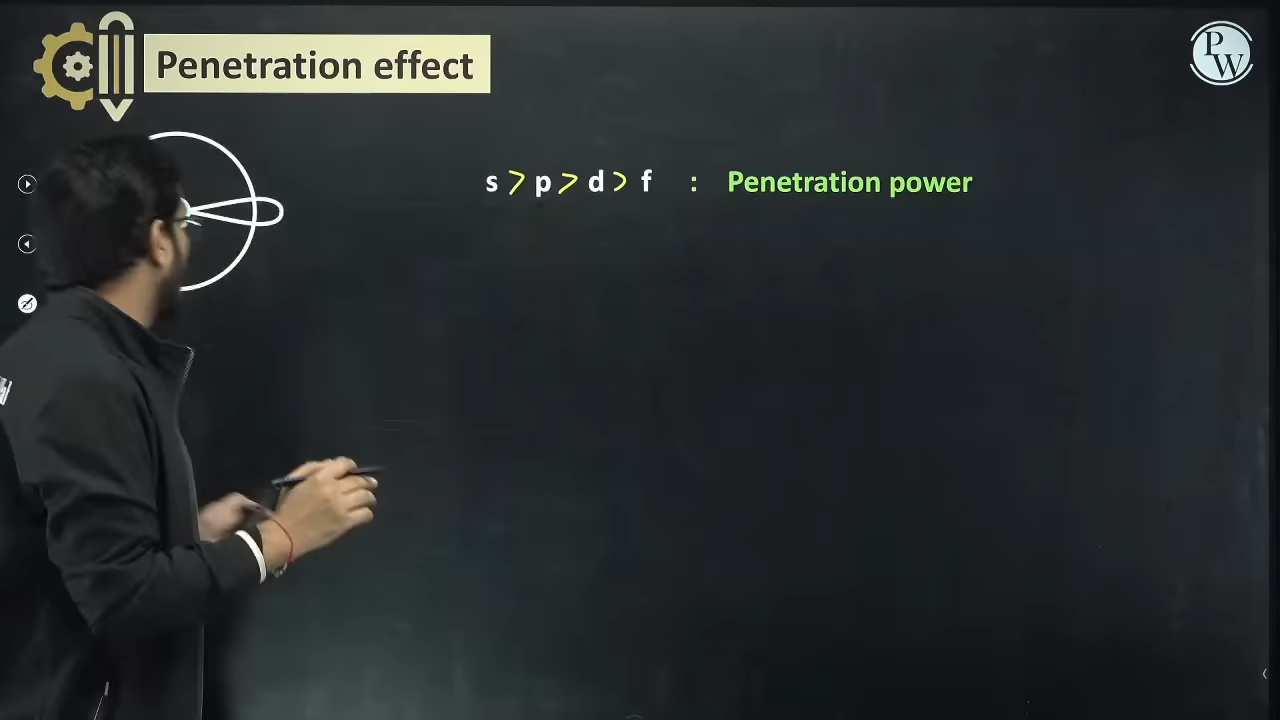 Penetration effect
PW
s > p > d > f : Penetration power